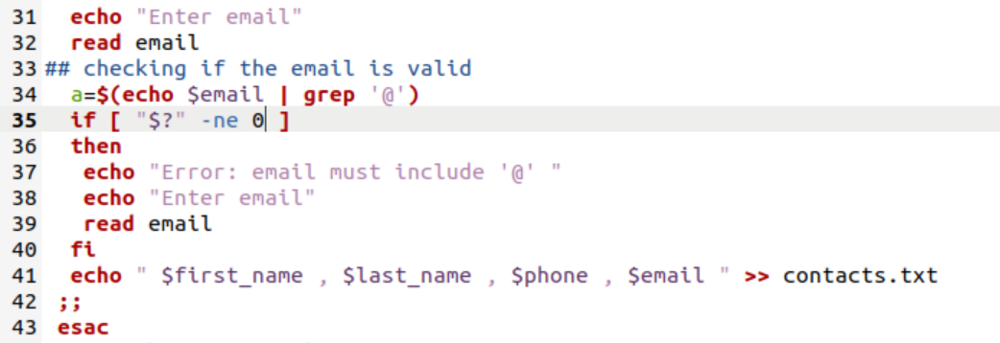 31 echo "Enter email"
32 read email
33 ## checking if the email is valid
34 a=$(echo $email | grep '@')
35 if [ "$?" -ne 0 ]
36 then
37 echo "Error: email must include '@' "
38 echo "Enter email"
39 read email
40 fi
41 echo " $first_name , $last_name , $phone , $email " >> contacts.txt
42 ;;
43 esac